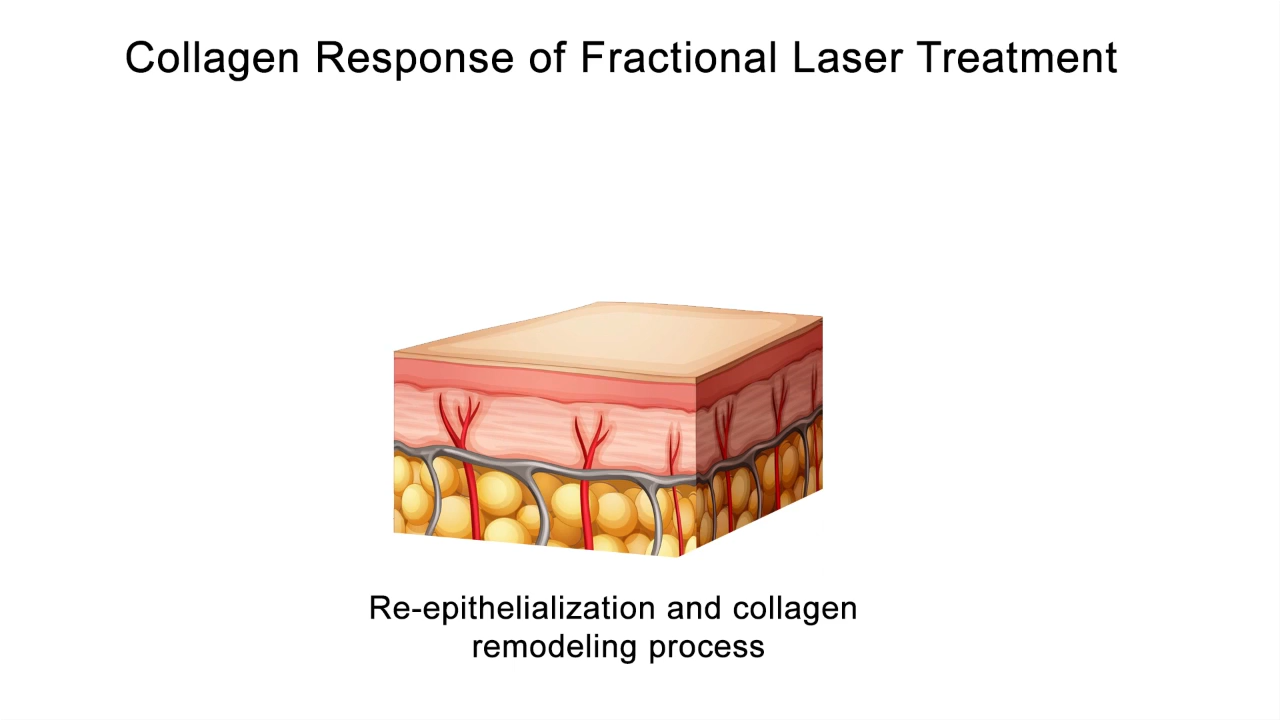 Collagen Response of Fractional Laser Treatment
Re-epithelialization and collagen
remodeling process